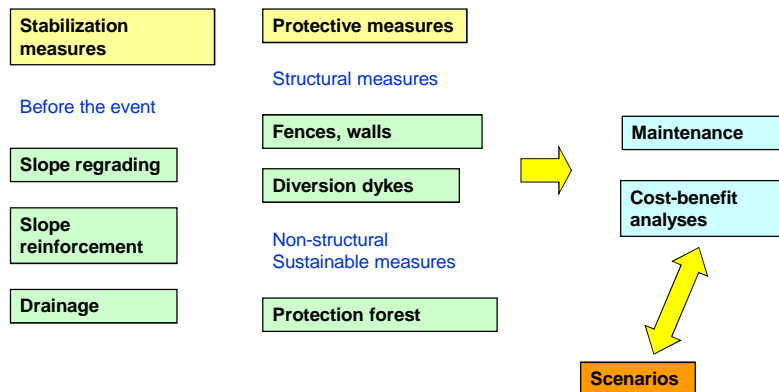 Stabilization
measures
Before the event
Slope regrading
Slope
reinforcement
Drainage
Protective measures
Structural measures
Fences, walls
Diversion dykes
Non-structural
Sustainable measures
Protection forest
Maintenance
Cost-benefit
analyses
Scenarios